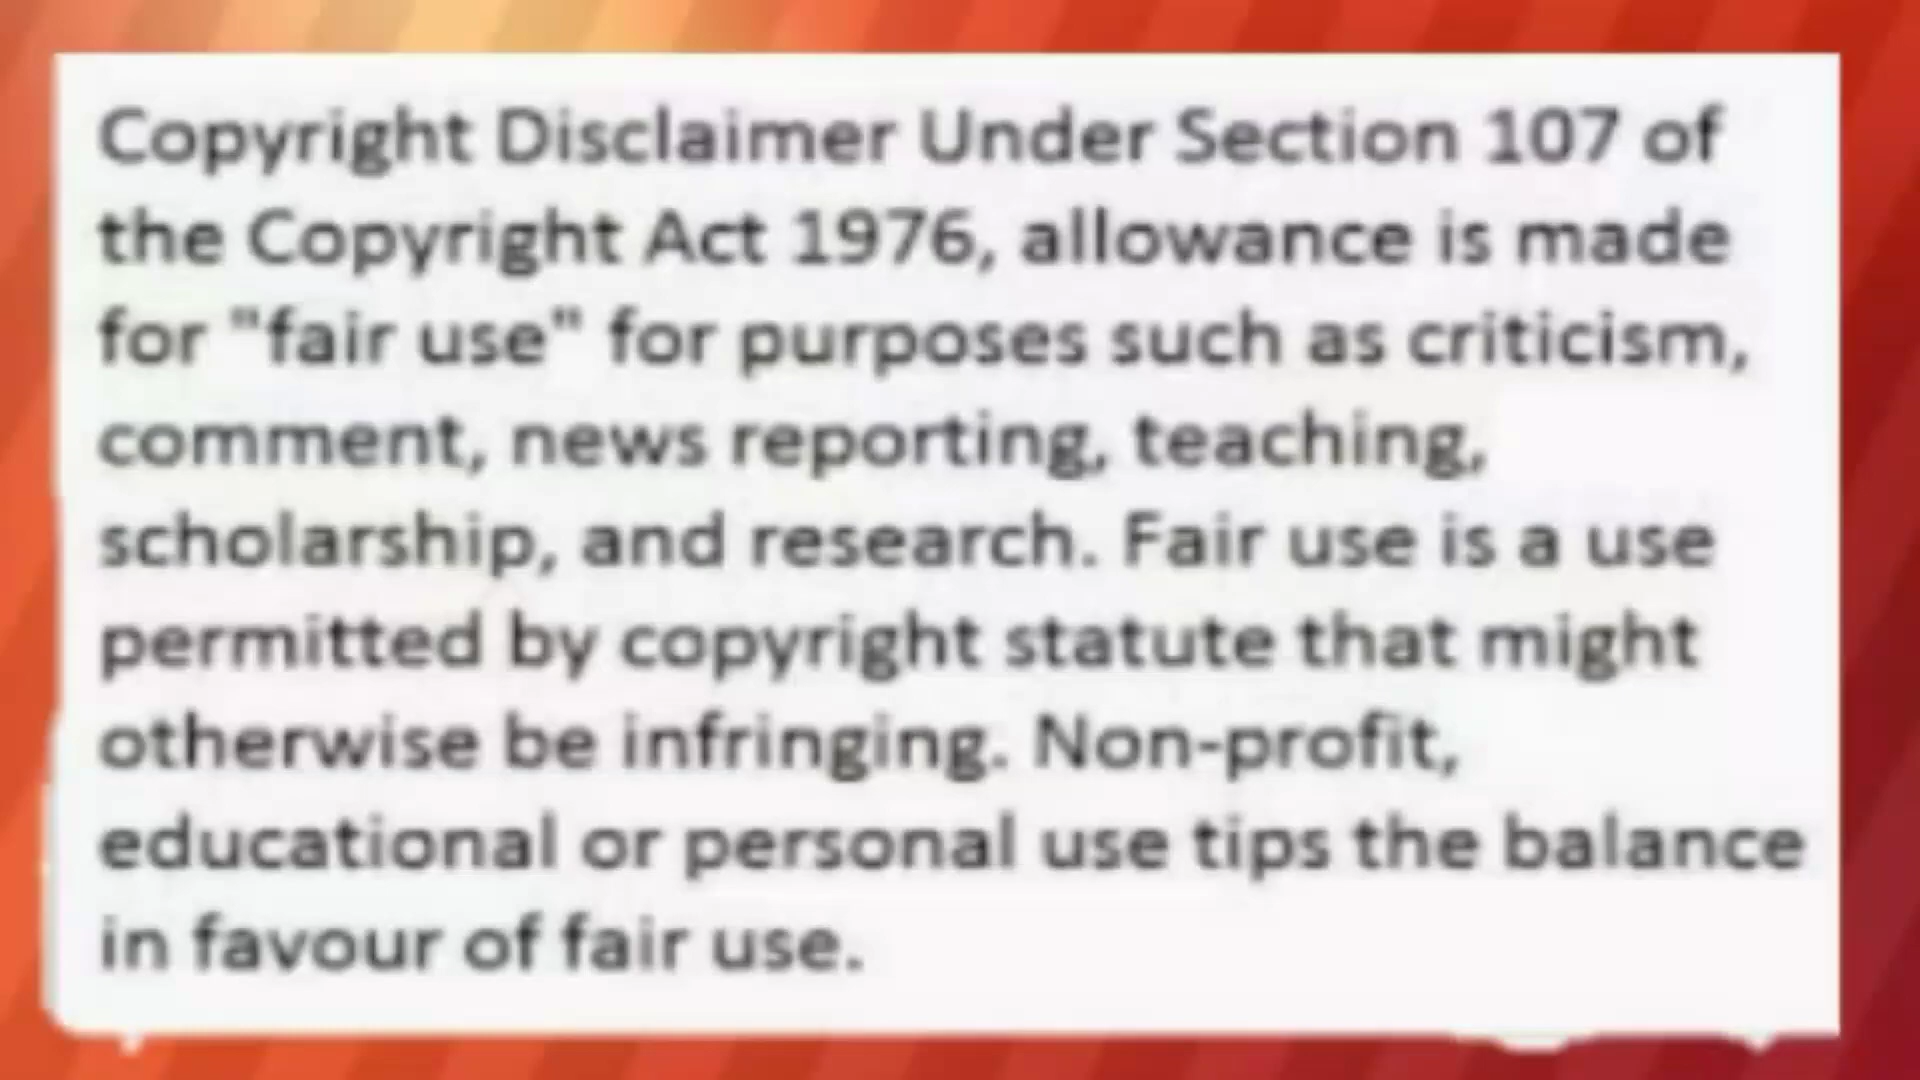 Copyright Disclaimer Under Section 107 of
the Copyright Act 1976, allowance is made
for "fair use" for purposes such as criticism,
comment, news reporting, teaching,
scholarship, and research. Fair use is a use
permitted by copyright statute that might
otherwise be infringing. Non-profit,
educational or personal use tips the balance
in favour of fair use.